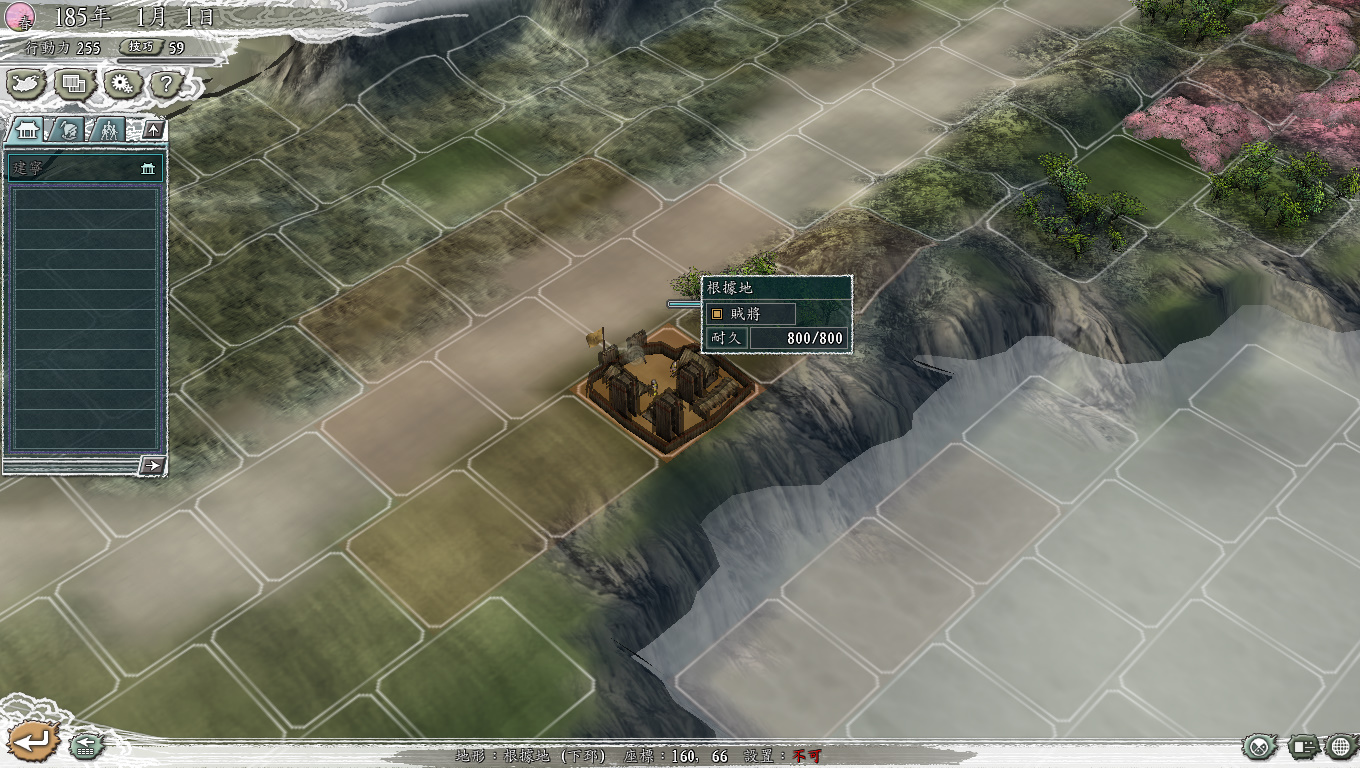 春
185年 1月 1日
行動力 255 技巧 59
?
建寧
根據地
賊將
耐久 800/800
地形：根據地 (下邳) 座標：160, 66 設置：不可